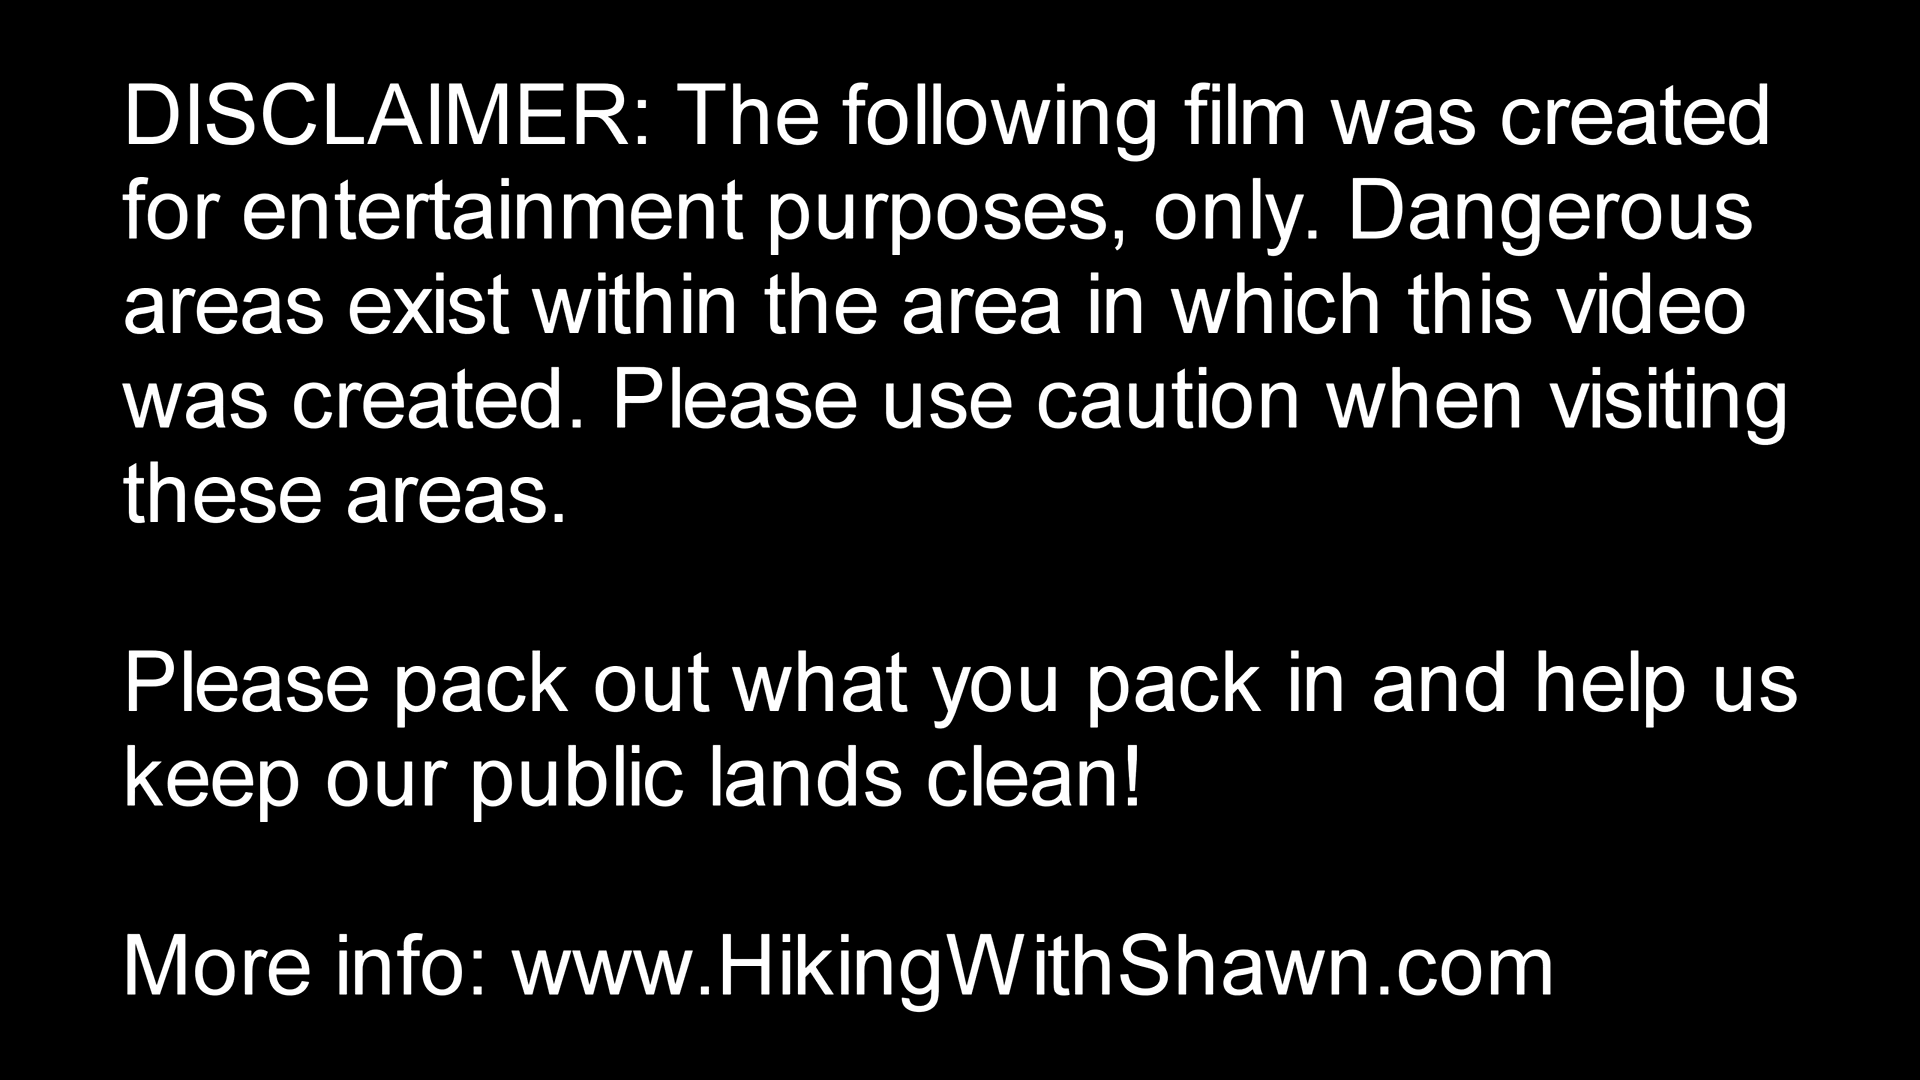 DISCLAIMER: The following film was created
for entertainment purposes, only. Dangerous
areas exist within the area in which this video
was created. Please use caution when visiting
these areas.
Please pack out what you pack in and help us
keep our public lands clean!
More info: www.HikingWithShawn.com